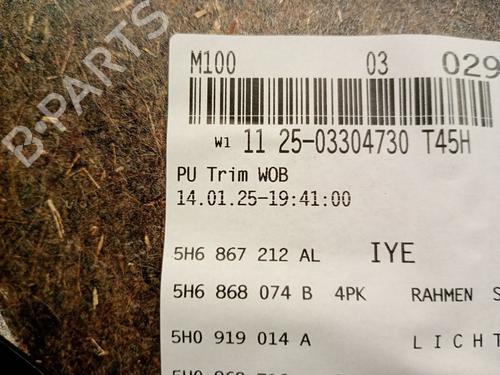 M100 03 029
W1 11 25-03304730 T45H
PU Trim WOB
14.01.25-19:41:00
5H6 867 212 AL IYE
5H6 868 074 B 4PK RAHMEN S
5H0 919 014 A LICHT
B-PARTS